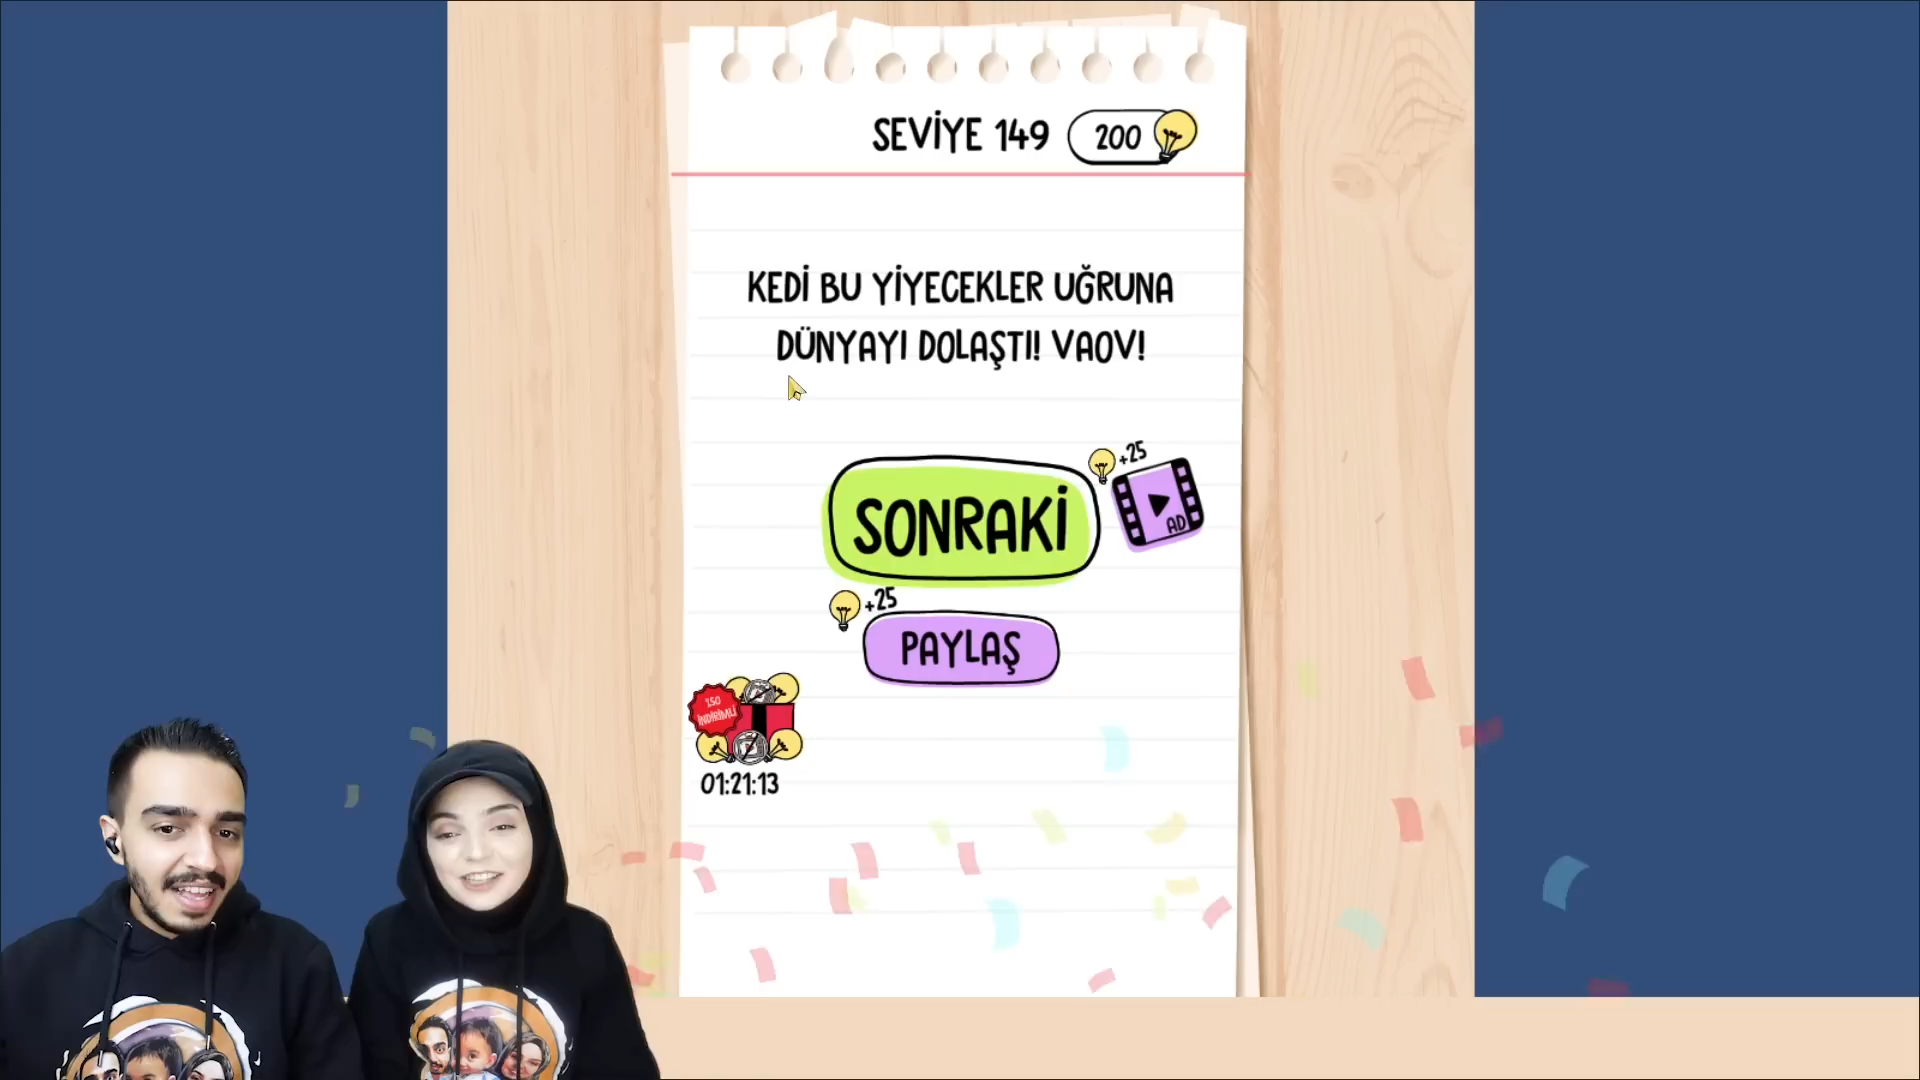 SEVİYE 149
200
KEDİ BU YİYECEKLER UĞRUNA
DÜNYAYI DOLAŞTI! VAOV!
+25
SONRAKİ
AD
+25
PAYLAŞ
İNDİRİMLİ
01:21:13